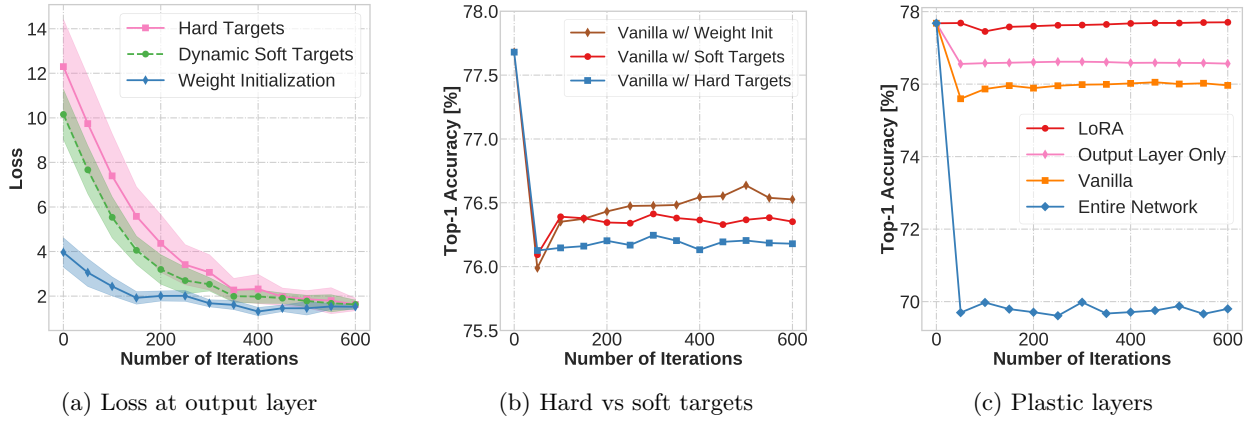 14
12
10
8
6
4
2
Loss
Hard Targets
Dynamic Soft Targets
Weight Initialization
0
200
400
600
Number of Iterations
(a) Loss at output layer
78.0
77.5
77.0
76.5
76.0
75.5
Top-1 Accuracy [%]
Vanilla w/ Weight Init
Vanilla w/ Soft Targets
Vanilla w/ Hard Targets
0
200
400
600
Number of Iterations
(b) Hard vs soft targets
78
76
74
72
70
Top-1 Accuracy [%]
LoRA
Output Layer Only
Vanilla
Entire Network
0
200
400
600
Number of Iterations
(c) Plastic layers